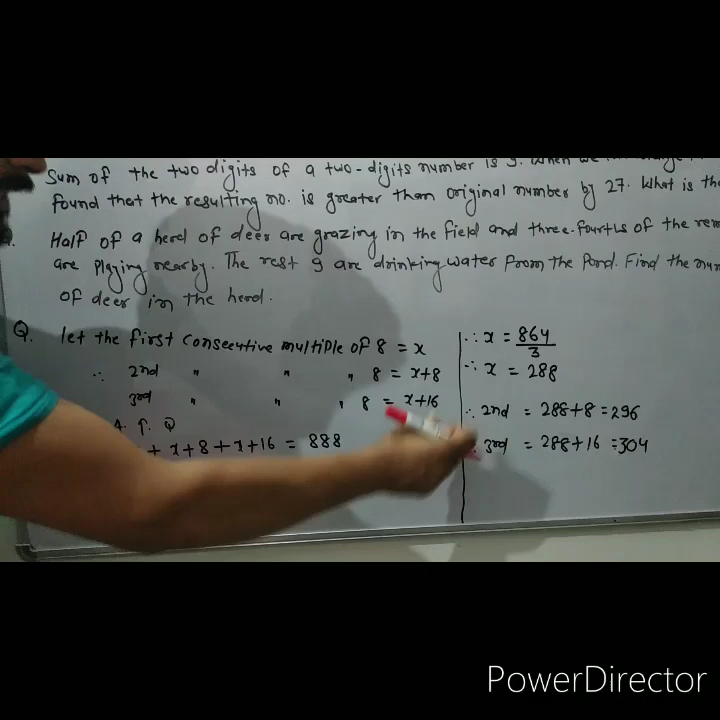 Sum of the two digits of a two-digits number is 9. When we
found that the resulting no. is greater than original number by 27. What is the
Half of a herd of deer are grazing in the field and three-fourths of the
are playing nearby. The rest 9 are drinking water from the Pond. Find the
of deer in the herd.
Q. let the first consecutive multiple of 8 = x
∴ 2nd " " " 8 = x+8
3rd " " " 8 = x+16
A. P. Q
+ x+8+x+16 = 888
∴ x = 864/3
∴ x = 288
∴ 2nd = 288+8 = 296
3rd = 288+16 = 304
PowerDirector